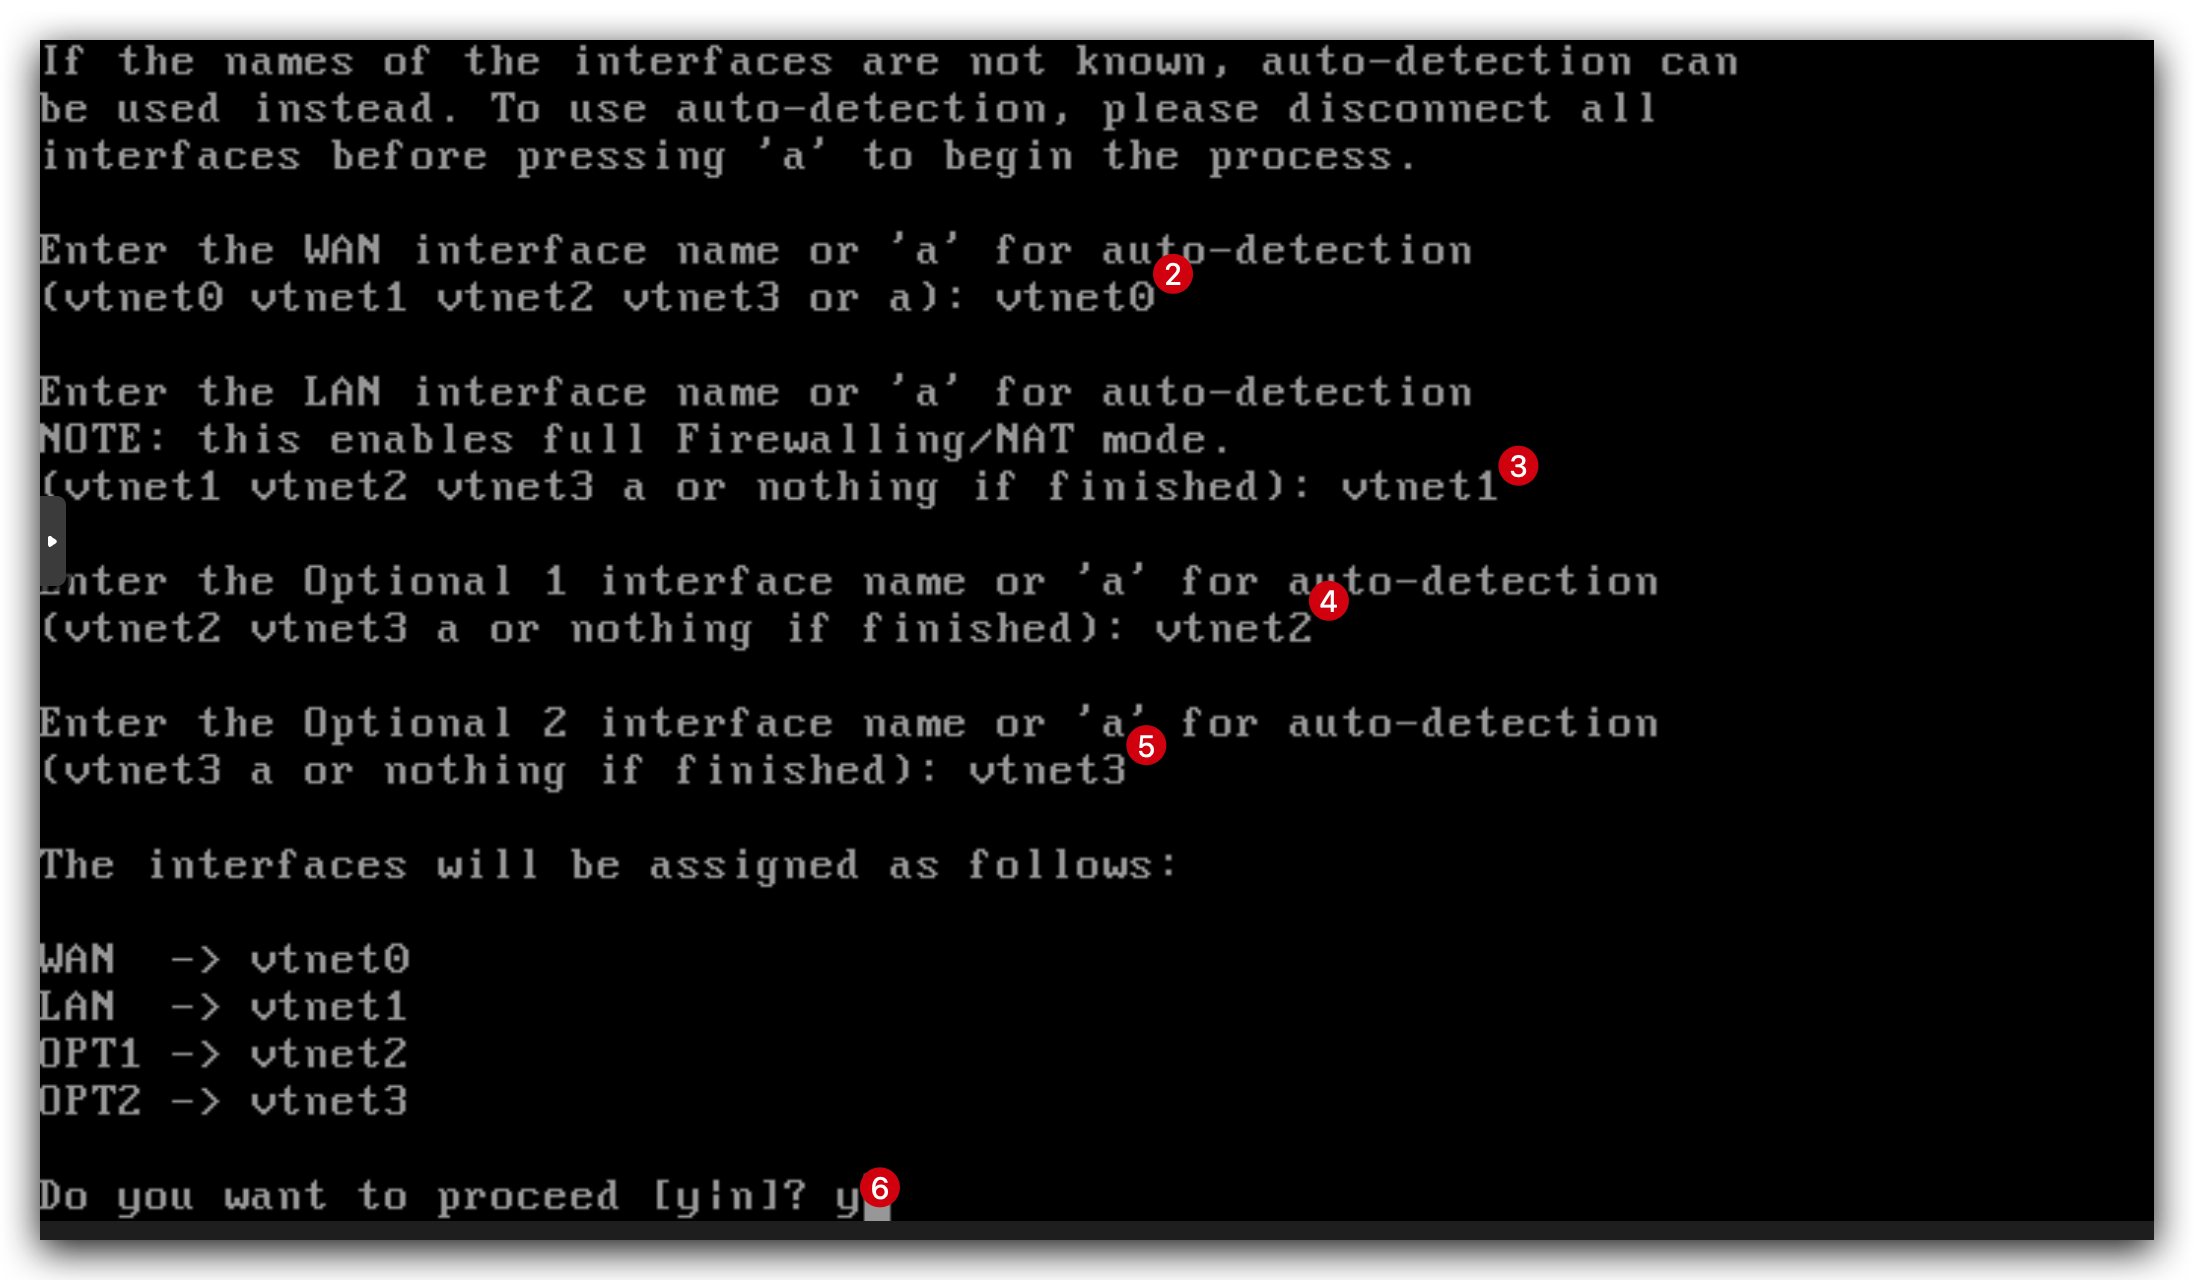 If the names of the interfaces are not known, auto-detection can
be used instead. To use auto-detection, please disconnect all
interfaces before pressing 'a' to begin the process.
Enter the WAN interface name or 'a' for auto-detection
(vtnet0 vtnet1 vtnet2 vtnet3 or a): vtnet0 2
Enter the LAN interface name or 'a' for auto-detection
NOTE: this enables full Firewalling/NAT mode.
(vtnet1 vtnet2 vtnet3 a or nothing if finished): vtnet1 3
Enter the Optional 1 interface name or 'a' for auto-detection
(vtnet2 vtnet3 a or nothing if finished): vtnet2 4
Enter the Optional 2 interface name or 'a' for auto-detection
(vtnet3 a or nothing if finished): vtnet3 5
The interfaces will be assigned as follows:
WAN  -> vtnet0
LAN  -> vtnet1
OPT1 -> vtnet2
OPT2 -> vtnet3
Do you want to proceed [y|n]? y 6